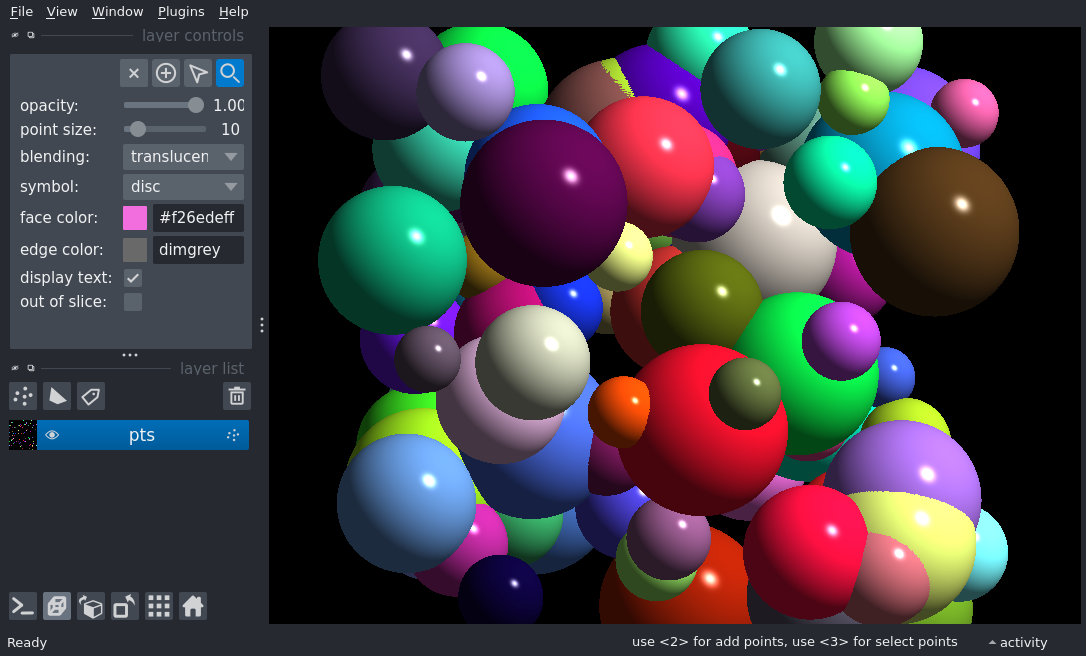 File View Window Plugins Help
layer controls
opacity: 1.00
point size: 10
blending: translucen
symbol: disc
face color: #f26edeff
edge color: dimgrey
display text:
out of slice:
layer list
pts
Ready
use <2> for add points, use <3> for select points
activity